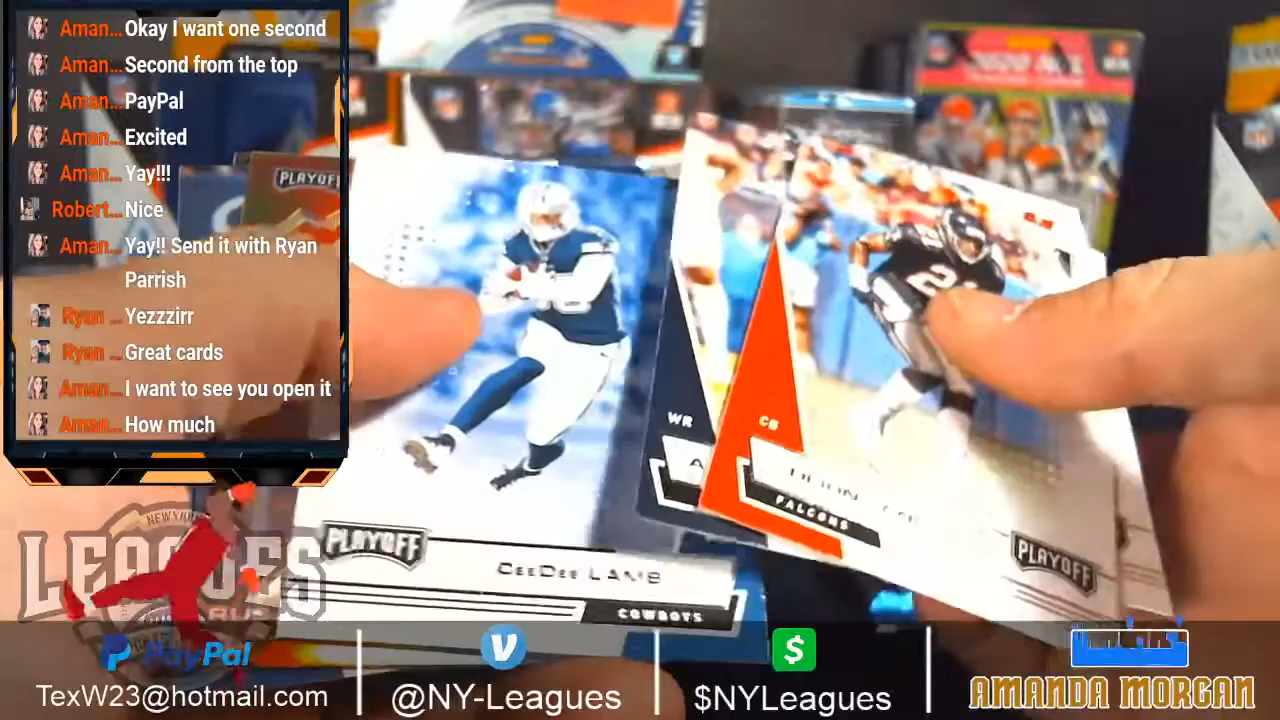 Aman... Okay I want one second
Aman... Second from the top
Aman... PayPal
Aman... Excited
Aman... Yay!!!
Robert... Nice
Aman... Yay!! Send it with Ryan
Parrish
Ryan ... Yezzzirr
Ryan ... Great cards
Aman... I want to see you open it
Aman... How much
PLAYOFF
2020 NFL
WR
CB
FALCONS
PLAYOFF
PLAYOFF
CEEDEE LAMB
COWBOYS
LEAGUES
PayPal
TexW23@hotmail.com
@NY-Leagues
$
$NYLeagues
AMANDA MORGAN